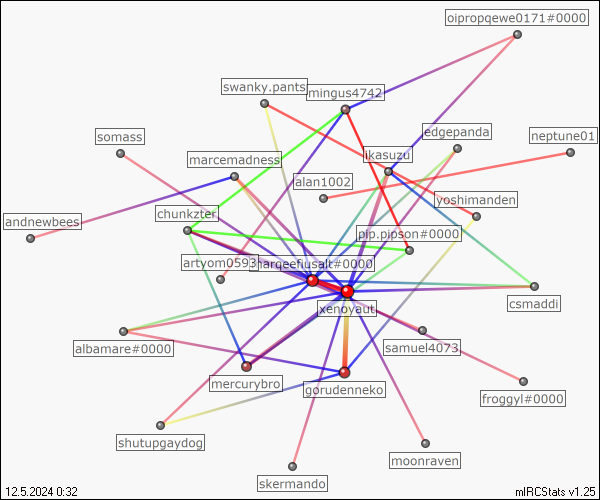 oipropqewe0171#0000
swanky.pants
mingus4742
edgepanda
neptune01
somass
marcemadness
ikasuzu
alan1002
yoshimanden
andnewbees
chunkzter
pip.pipson#0000
artyom0593
xenoyaut
csmaddi
albamare#0000
samuel4073
mercurybro
gorudenneko
froggyl#0000
shutupgaydog
moonraven
skermando
12.5.2024 0:32
mIRCStats v1.25